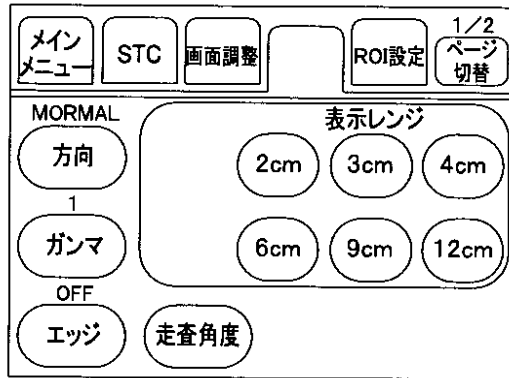 メイン
メニュー
STC
画面調整
ROI設定
1/2
ページ
切替
MORMAL
方向
1
ガンマ
OFF
エッジ
表示レンジ
2cm
3cm
4cm
6cm
9cm
12cm
走査角度